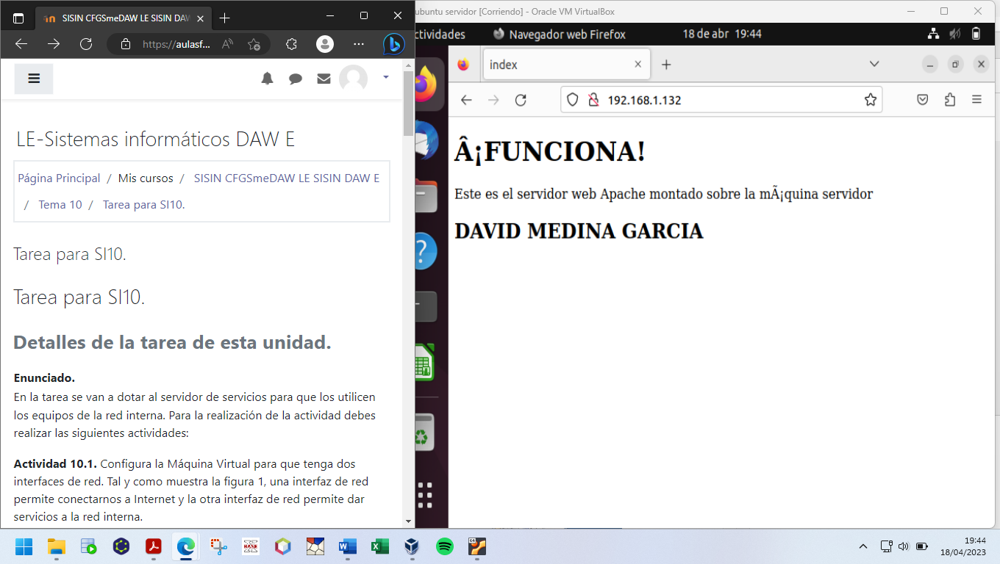 SISIN CFGSmeDAW LE SISIN DAW
https://aulasf...
LE-Sistemas informáticos DAW E
Página Principal / Mis cursos / SISIN CFGSmeDAW LE SISIN DAW E
/ Tema 10 / Tarea para SI10.
Tarea para SI10.
Tarea para SI10.
Detalles de la tarea de esta unidad.
Enunciado.
En la tarea se van a dotar al servidor de servicios para que los utilicen
los equipos de la red interna. Para la realización de la actividad debes
realizar las siguientes actividades:
Actividad 10.1. Configura la Máquina Virtual para que tenga dos
interfaces de red. Tal y como muestra la figura 1, una interfaz de red
permite conectarnos a Internet y la otra interfaz de red permite dar
servicios a la red interna.
ubuntu servidor [Corriendo] - Oracle VM VirtualBox
ctividades Navegador web Firefox 18 de abr 19:44
index
192.168.1.132
Â¡FUNCIONA!
Este es el servidor web Apache montado sobre la mÃ¡quina servidor
DAVID MEDINA GARCIA
19:44
18/04/2023